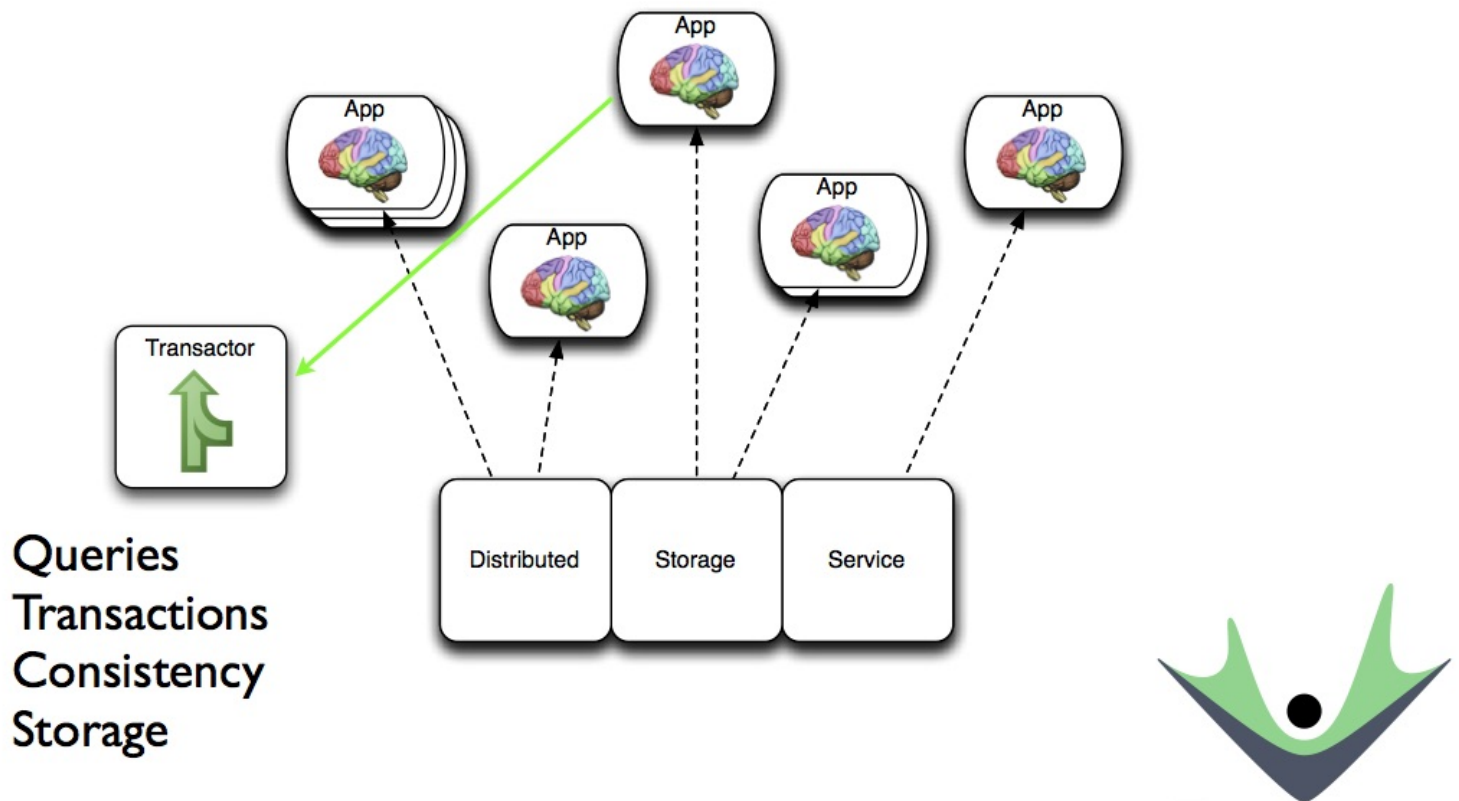 App
App
App
App
App
Transactor
Distributed
Storage
Service
Queries
Transactions
Consistency
Storage